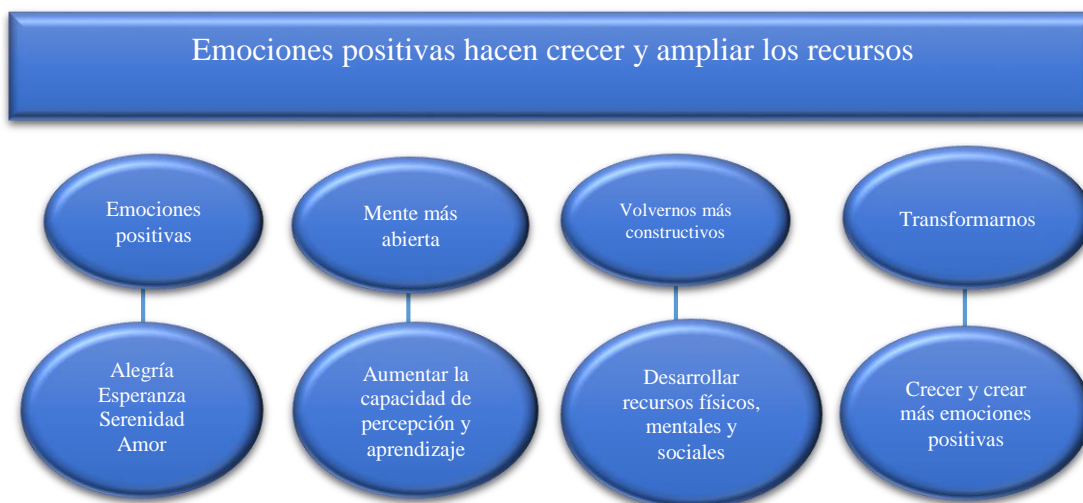 Emociones positivas hacen crecer y ampliar los recursos
Emociones
positivas
Mente más
abierta
Volvernos más
constructivos
Transformarnos
Alegría
Esperanza
Serenidad
Amor
Aumentar la
capacidad de
percepción y
aprendizaje
Desarrollar
recursos físicos,
mentales y
sociales
Crecer y crear
más emociones
positivas